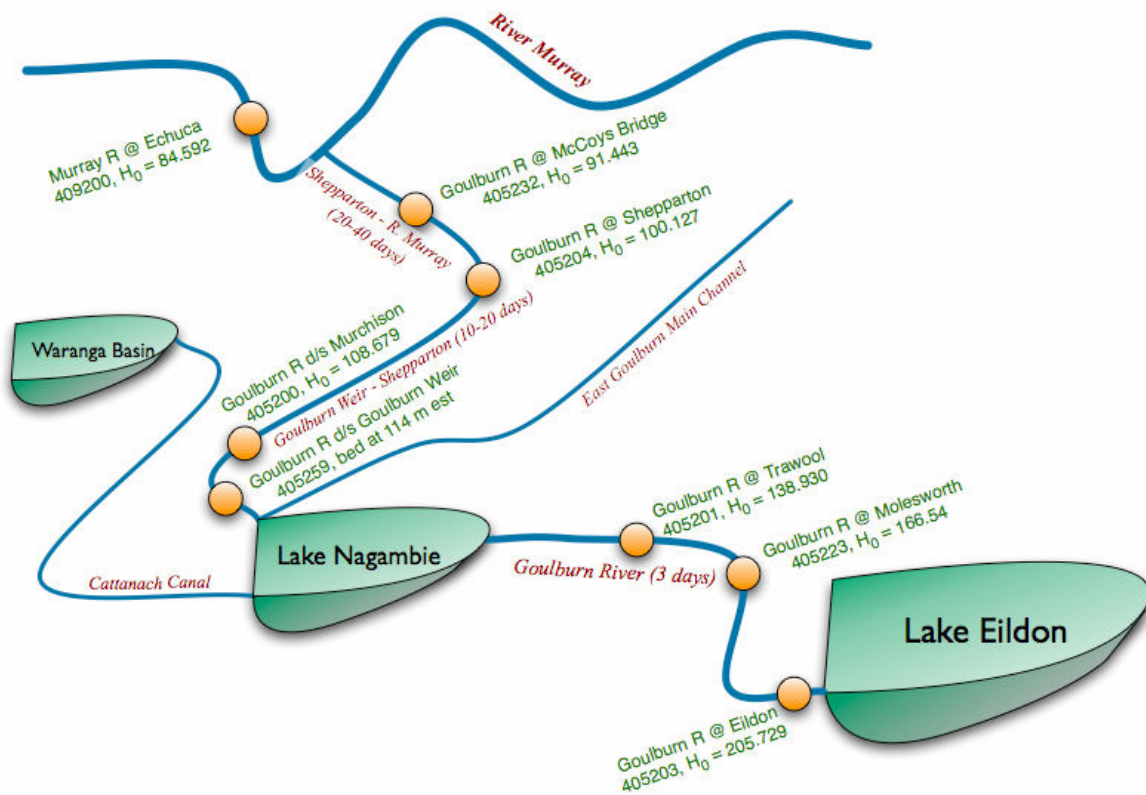 River Murray
Murray R @ Echuca
409200, H₀ = 84.592
Goulburn R @ McCoys Bridge
405232, H₀ = 91.443
Shepparton - R. Murray
(20-40 days)
Goulburn R @ Shepparton
405204, H₀ = 100.127
Waranga Basin
Goulburn R d/s Murchison
405200, H₀ = 108.679
Goulburn Weir - Shepparton (10-20 days)
East Goulburn Main Channel
Goulburn R d/s Goulburn Weir
405259, bed at 114 m est
Goulburn R @ Trawool
405201, H₀ = 138.930
Goulburn R @ Molesworth
405223, H₀ = 166.54
Lake Nagambie
Goulburn River (3 days)
Cattanach Canal
Lake Eildon
Goulburn R @ Eildon
405203, H₀ = 205.729